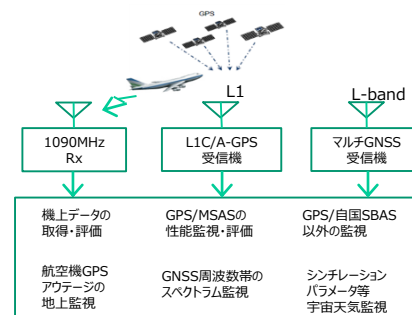 GPS
L1
L-band
1090MHz
Rx
L1C/A-GPS
受信機
マルチGNSS
受信機
機上データの
取得・評価
航空機GPS
アウテージの
地上監視
GPS/MSASの
性能監視・評価
GNSS周波数帯の
スペクトラム監視
GPS/自国SBAS
以外の監視
シンチレーション
パラメータ等
宇宙天気監視